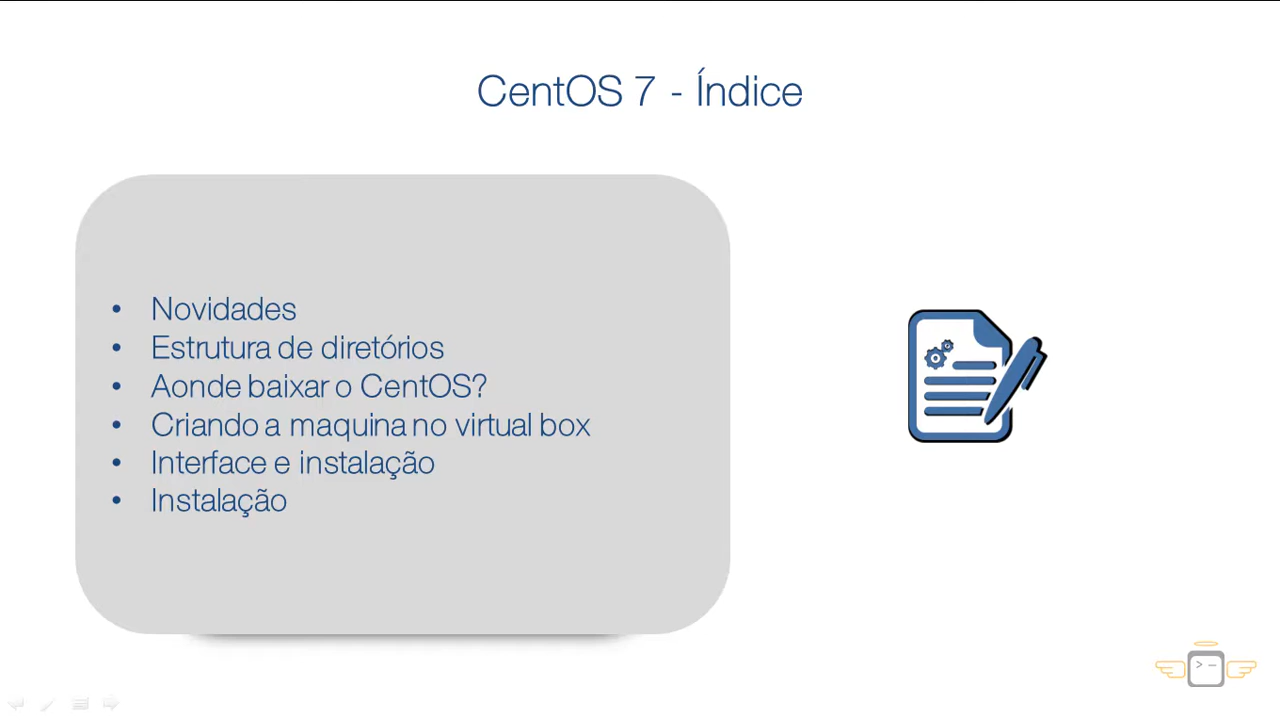 CentOS 7 - Índice
• Novidades
• Estrutura de diretórios
• Aonde baixar o CentOS?
• Criando a maquina no virtual box
• Interface e instalação
• Instalação
>_